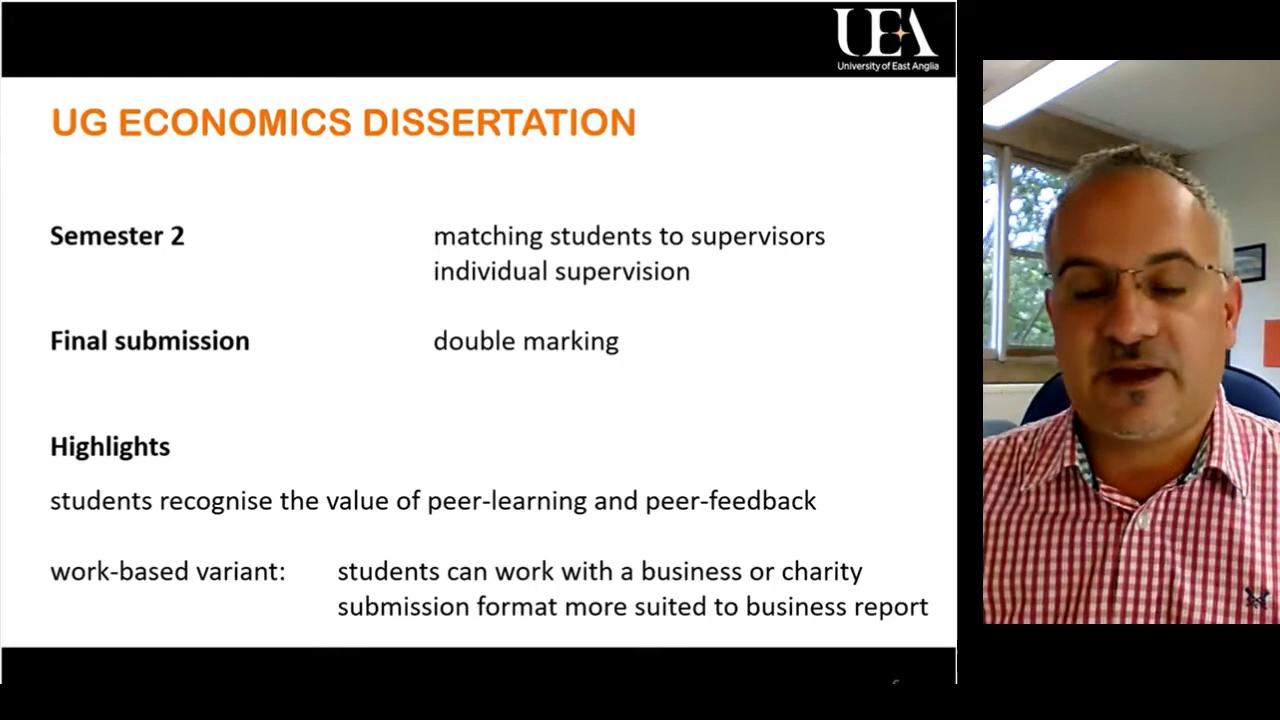 UEA
University of East Anglia
UG ECONOMICS DISSERTATION
Semester 2 matching students to supervisors
individual supervision
Final submission double marking
Highlights
students recognise the value of peer-learning and peer-feedback
work-based variant: students can work with a business or charity
submission format more suited to business report